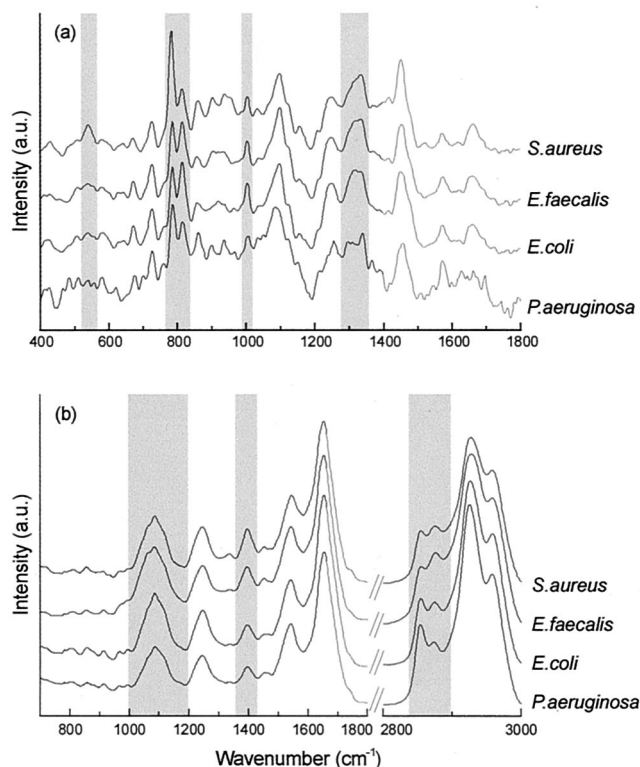 (a)
Intensity (a.u.)
S.aureus
E.faecalis
E.coli
P.aeruginosa
400 600 800 1000 1200 1400 1600 1800
(b)
Intensity (a.u.)
S.aureus
E.faecalis
E.coli
P.aeruginosa
800 1000 1200 1400 1600 1800 2800 3000
Wavenumber (cm⁻¹)